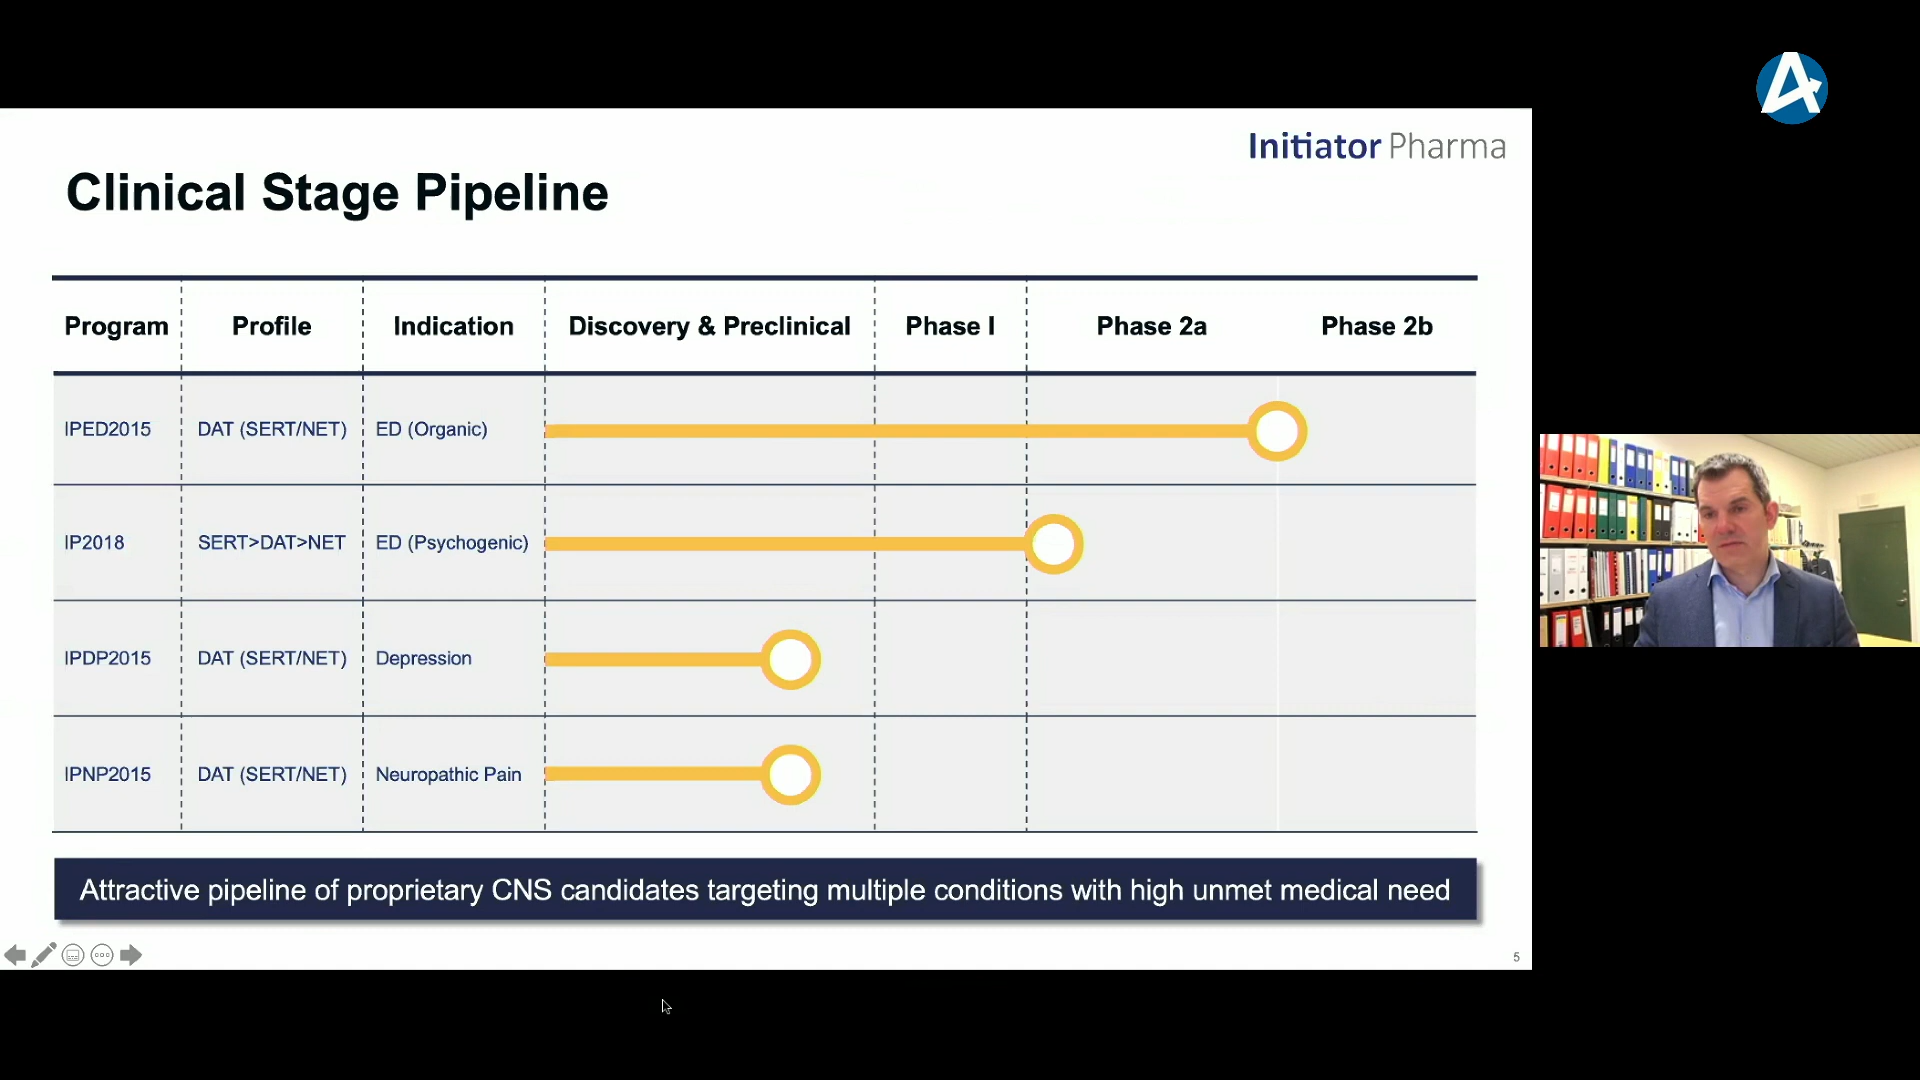 Initiator Pharma
Clinical Stage Pipeline
Program Profile Indication Discovery & Preclinical Phase I Phase 2a Phase 2b
IPED2015 DAT (SERT/NET) ED (Organic)
IP2018 SERT>DAT>NET ED (Psychogenic)
IPDP2015 DAT (SERT/NET) Depression
IPNP2015 DAT (SERT/NET) Neuropathic Pain
Attractive pipeline of proprietary CNS candidates targeting multiple conditions with high unmet medical need
5